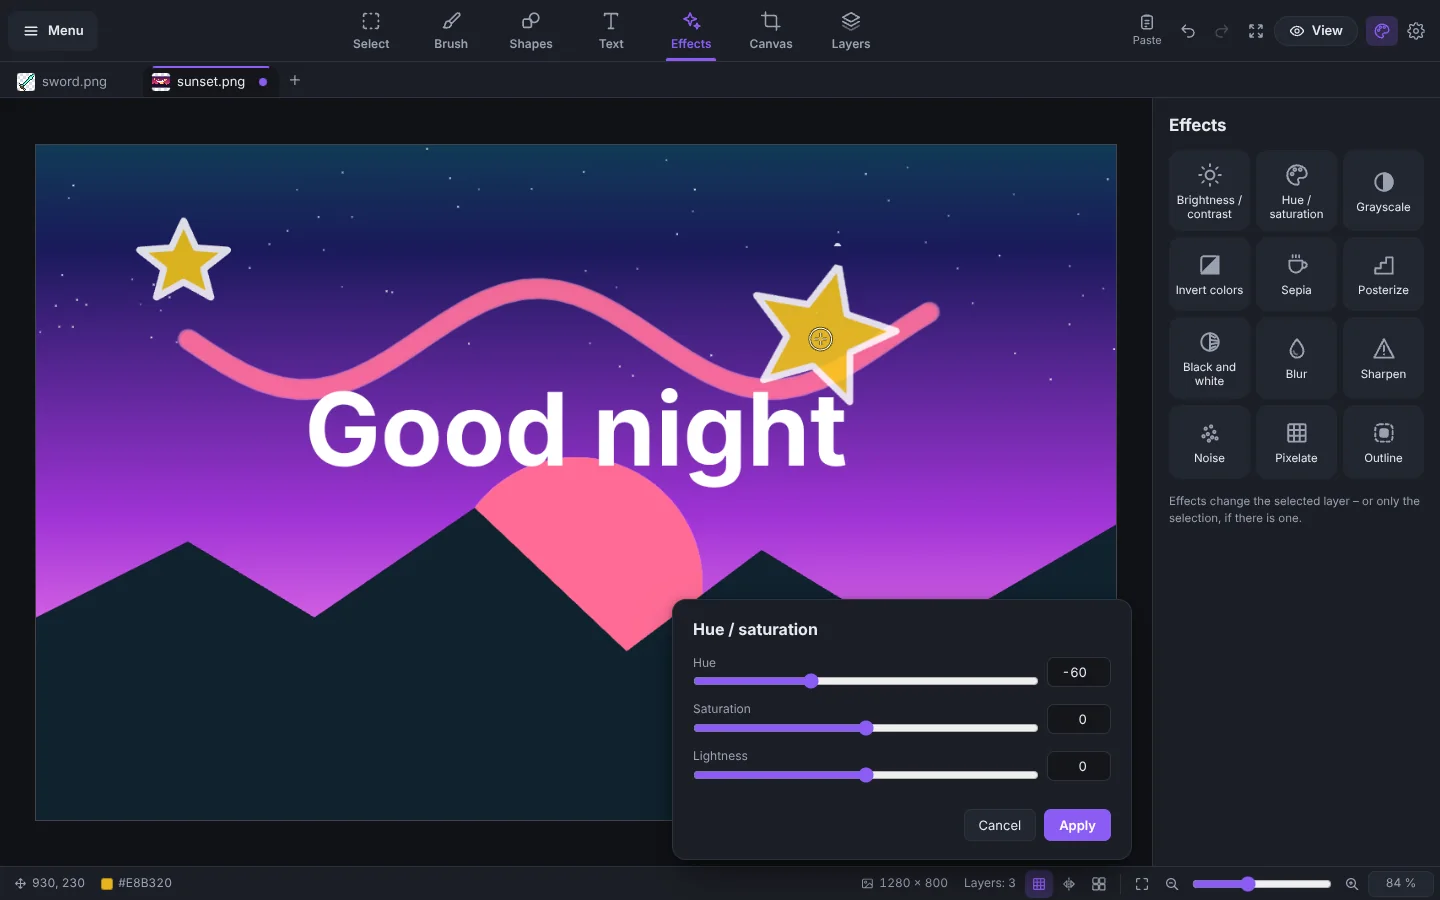 Menu
Select
Brush
Shapes
Text
Effects
Canvas
Layers
Paste
View
sword.png
sunset.png
Good night
Effects
Brightness /
contrast
Hue /
saturation
Grayscale
Invert colors
Sepia
Posterize
Black and
white
Blur
Sharpen
Noise
Pixelate
Outline
Effects change the selected layer – or only the
selection, if there is one.
Hue / saturation
Hue
-60
Saturation
0
Lightness
0
Cancel
Apply
930, 230
#E8B320
1280 × 800
Layers: 3
84 %